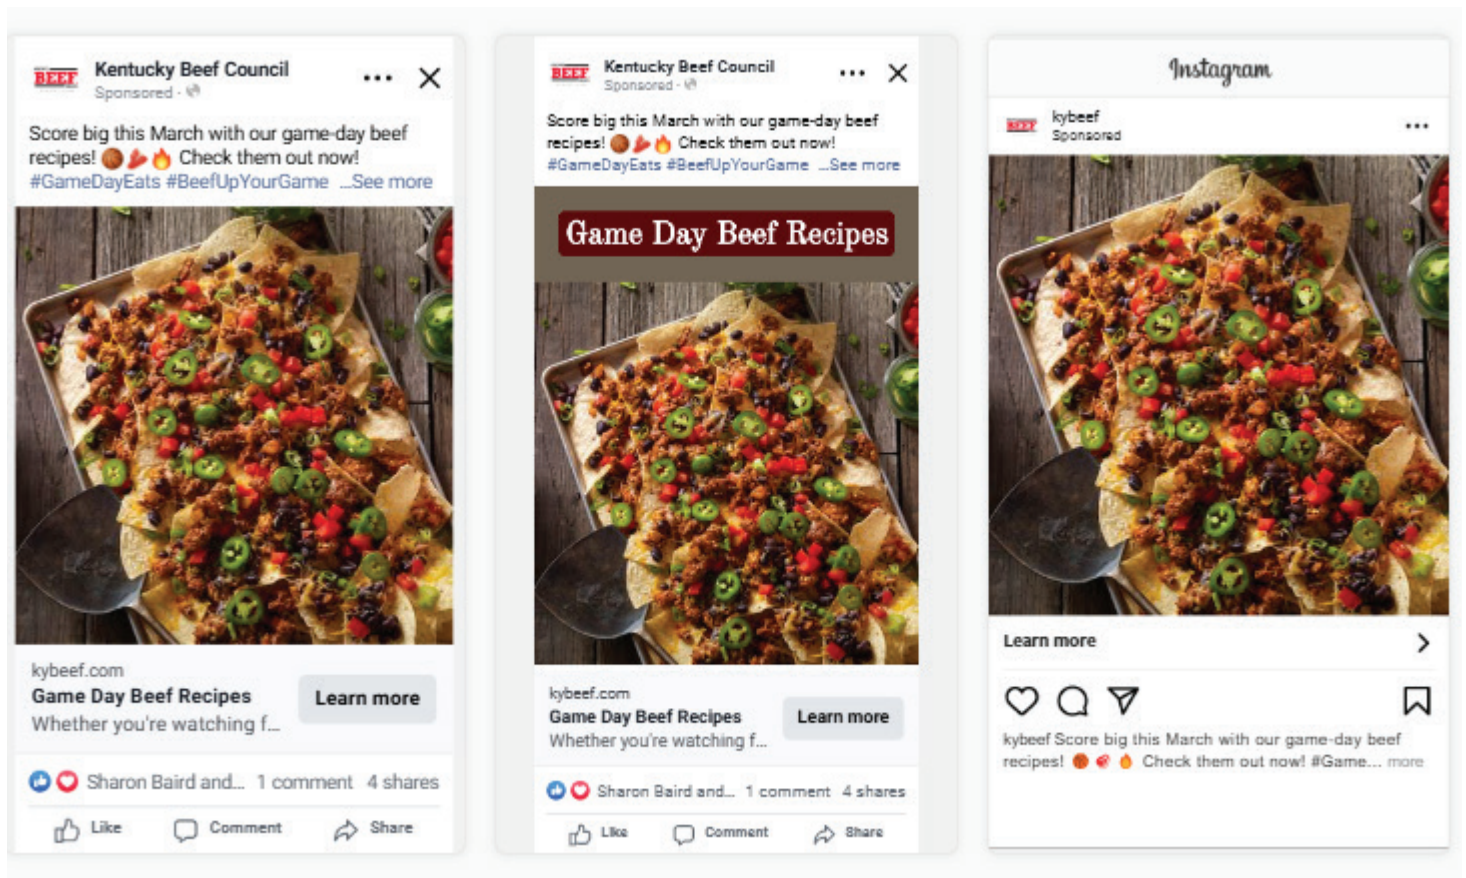 BEEF
Kentucky Beef Council
Sponsored ·
Score big this March with our game-day beef
recipes! 🏀🥩🔥 Check them out now!
#GameDayEats #BeefUpYourGame ...See more
kybeef.com
Game Day Beef Recipes
Whether you're watching f...
Learn more
Sharon Baird and... 1 comment 4 shares
Like Comment Share
BEEF
Kentucky Beef Council
Sponsored ·
Score big this March with our game-day beef
recipes! 🏀🥩🔥 Check them out now!
#GameDayEats #BeefUpYourGame ...See more
Game Day Beef Recipes
kybeef.com
Game Day Beef Recipes
Whether you're watching f...
Learn more
Sharon Baird and... 1 comment 4 shares
Like Comment Share
Instagram
BEEF
kybeef
Sponsored
Learn more
kybeef Score big this March with our game-day beef
recipes! 🏀🥩🔥 Check them out now! #Game... more